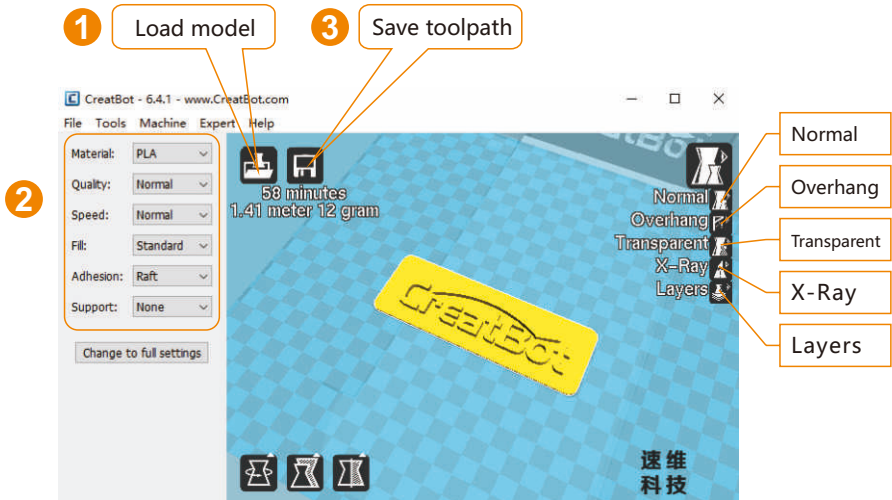 1 Load model
3 Save toolpath
C CreatBot - 6.4.1 - www.CreatBot.com
File Tools Machine Expert Help
2
Material: PLA
Quality: Normal
Speed: Normal
Fill: Standard
Adhesion: Raft
Support: None
Change to full settings
58 minutes
1.41 meter 12 gram
CreatBot
Normal
Overhang
Transparent
X-Ray
Layers
Normal
Overhang
Transparent
X-Ray
Layers
CreatBot
速维
科技